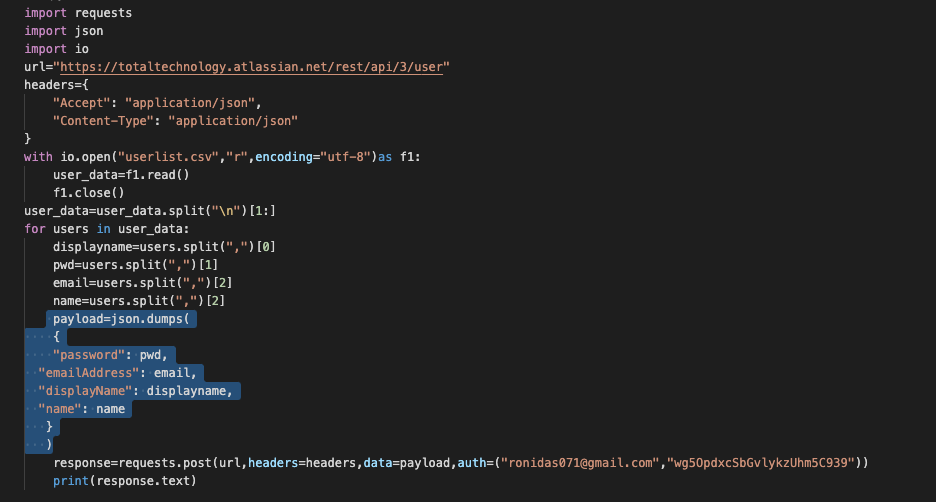 import requests
import json
import io
url="https://totaltechnology.atlassian.net/rest/api/3/user"
headers={
    "Accept": "application/json",
    "Content-Type": "application/json"
}
with io.open("userlist.csv","r",encoding="utf-8")as f1:
    user_data=f1.read()
    f1.close()
user_data=user_data.split("\n")[1:]
for users in user_data:
    displayname=users.split(",")[0]
    pwd=users.split(",")[1]
    email=users.split(",")[2]
    name=users.split(",")[2]
    payload=json.dumps(
    {
    "password": pwd,
  "emailAddress": email,
  "displayName": displayname,
  "name": name
   }
   )
    response=requests.post(url,headers=headers,data=payload,auth=("ronidas071@gmail.com","wg5OpdxcSbGvlykzUhm5C939"))
    print(response.text)